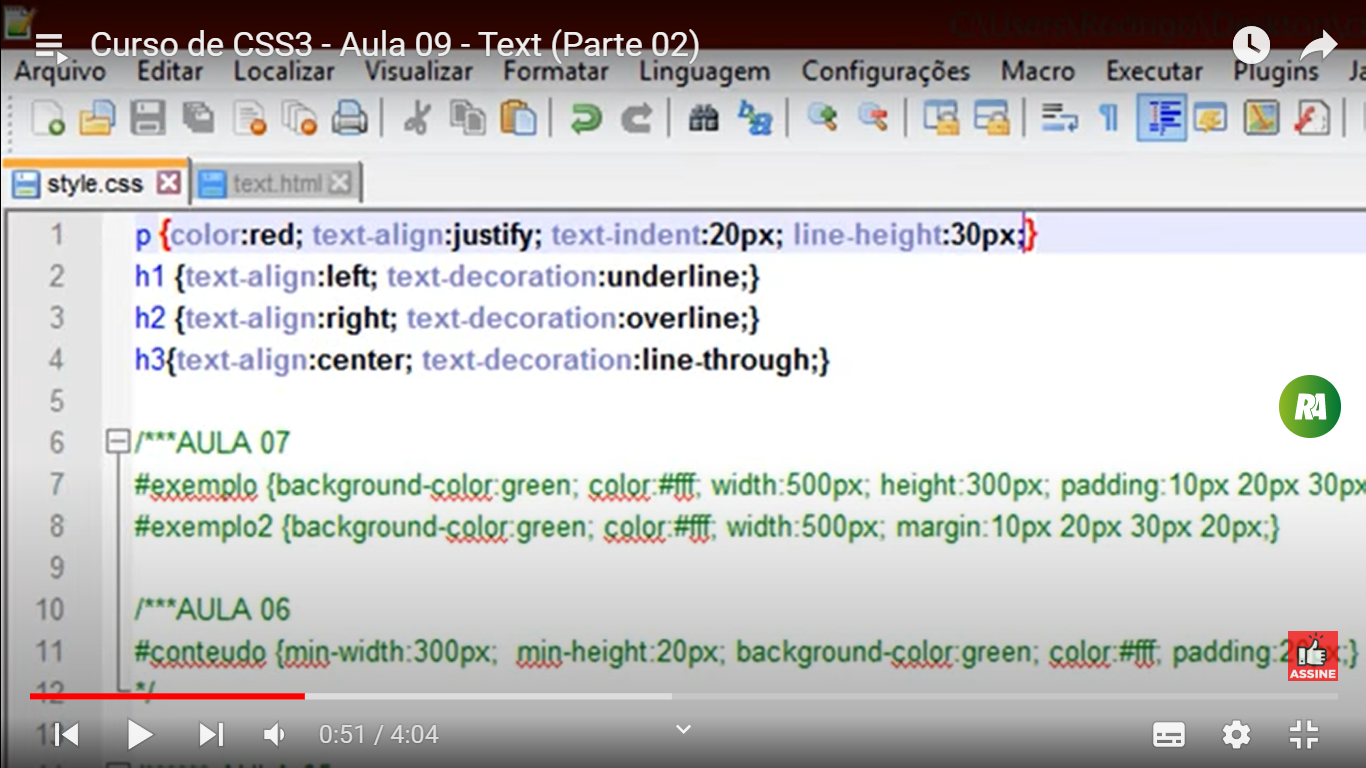 C:\Users\Rodrigo\Desktop\c
Curso de CSS3 - Aula 09 - Text (Parte 02)
Arquivo Editar Localizar Visualizar Formatar Linguagem Configurações Macro Executar Plugins Ja
style.css text.html
1 p {color:red; text-align:justify; text-indent:20px; line-height:30px;}
2 h1 {text-align:left; text-decoration:underline;}
3 h2 {text-align:right; text-decoration:overline;}
4 h3{text-align:center; text-decoration:line-through;}
5
6 /***AULA 07
7 #exemplo {background-color:green; color:#fff; width:500px; height:300px; padding:10px 20px 30px
8 #exemplo2 {background-color:green; color:#fff; width:500px; margin:10px 20px 30px 20px;}
9
10 /***AULA 06
11 #conteudo {min-width:300px;  min-height:20px; background-color:green; color:#fff; padding:20px;}
12 */
13
RA
ASSINE
0:51 / 4:04